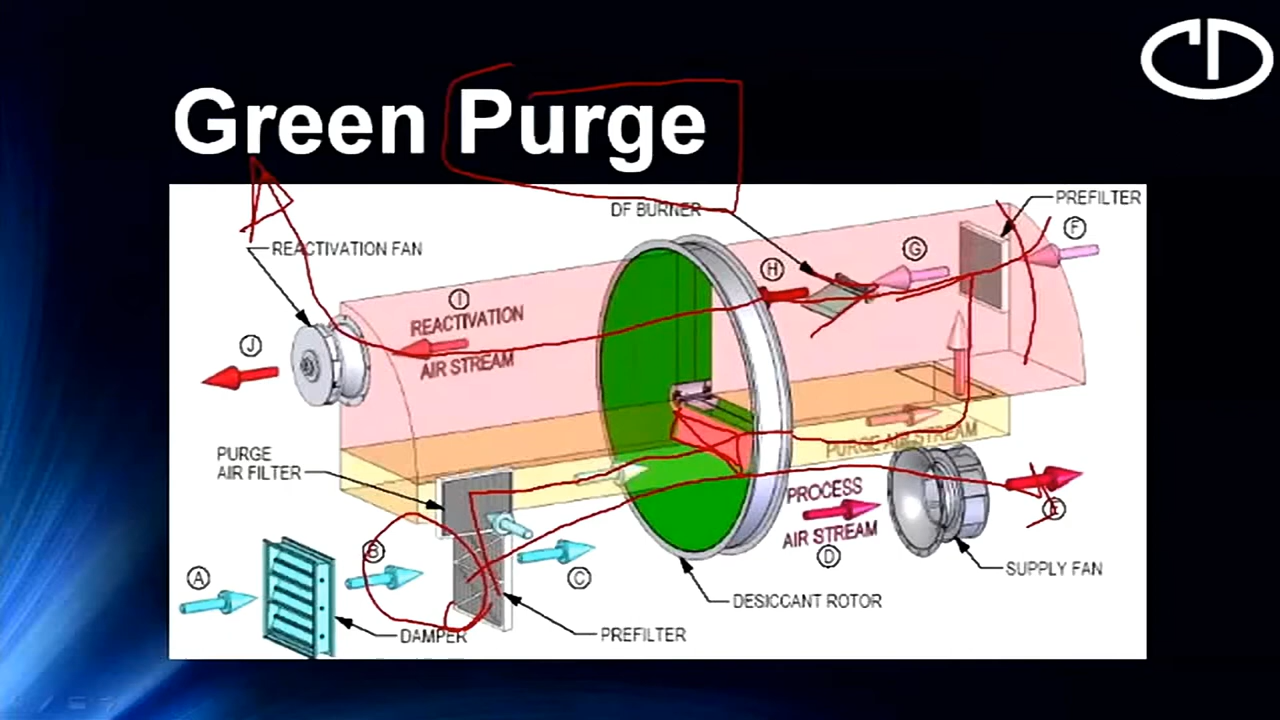 Green Purge
DF BURNER
PREFILTER
REACTIVATION FAN
F
G
H
I
REACTIVATION
AIR STREAM
J
PURGE
AIR FILTER
PURGE AIR STREAM
PROCESS
AIR STREAM
D
E
A
B
C
SUPPLY FAN
DESICCANT ROTOR
DAMPER
PREFILTER